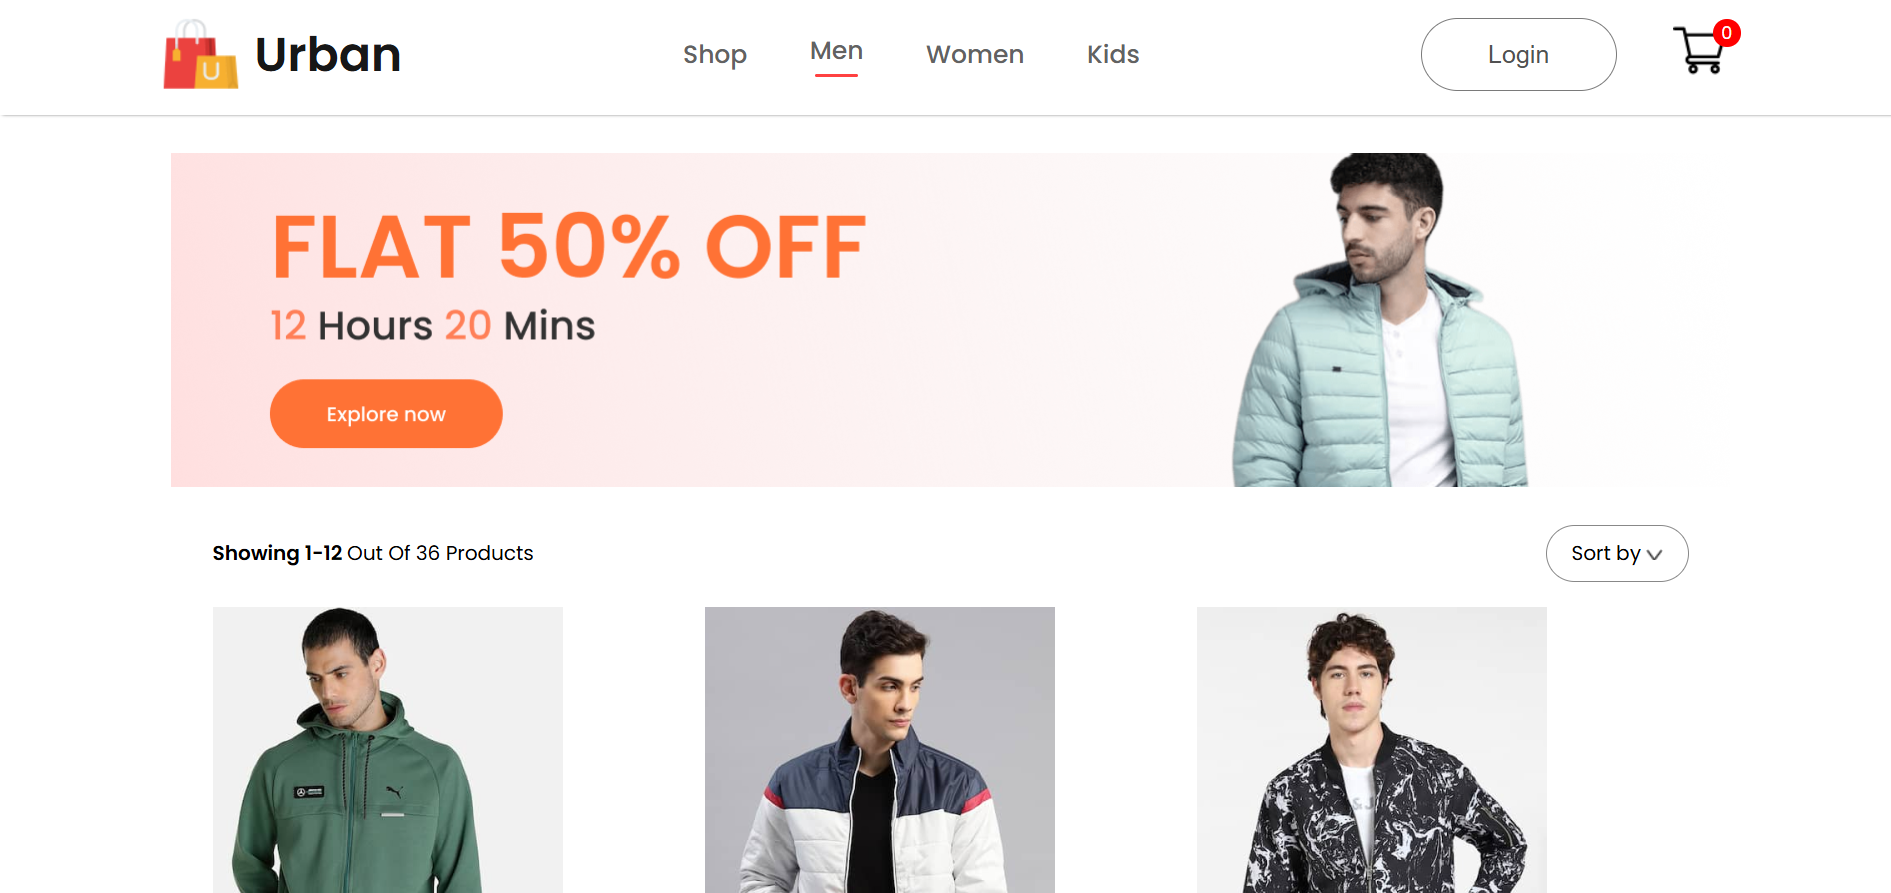 U
Urban
Shop
Men
Women
Kids
Login
0
FLAT 50% OFF
12 Hours 20 Mins
Explore now
Showing 1-12 Out Of 36 Products
Sort by
&J